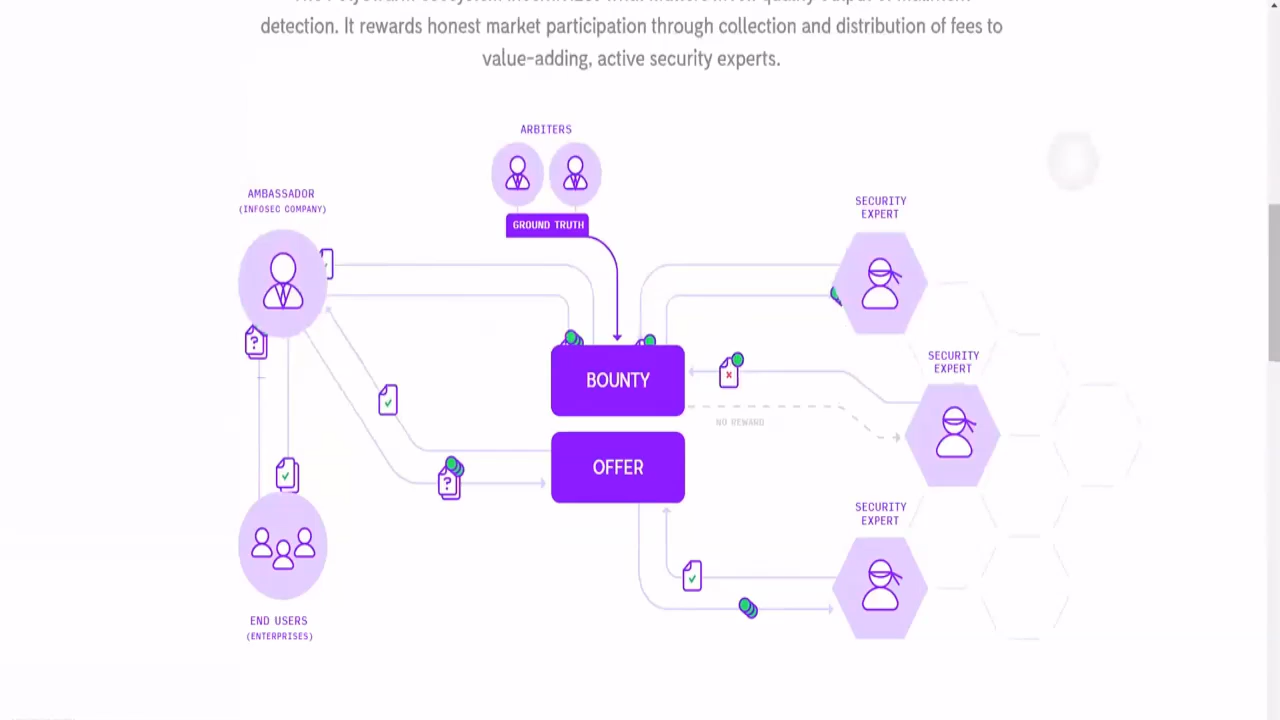 detection. It rewards honest market participation through collection and distribution of fees to
value-adding, active security experts.
ARBITERS
AMBASSADOR
(INFOSEC COMPANY)
GROUND TRUTH
SECURITY
EXPERT
?
BOUNTY
SECURITY
EXPERT
NO REWARD
OFFER
?
SECURITY
EXPERT
END USERS
(ENTERPRISES)